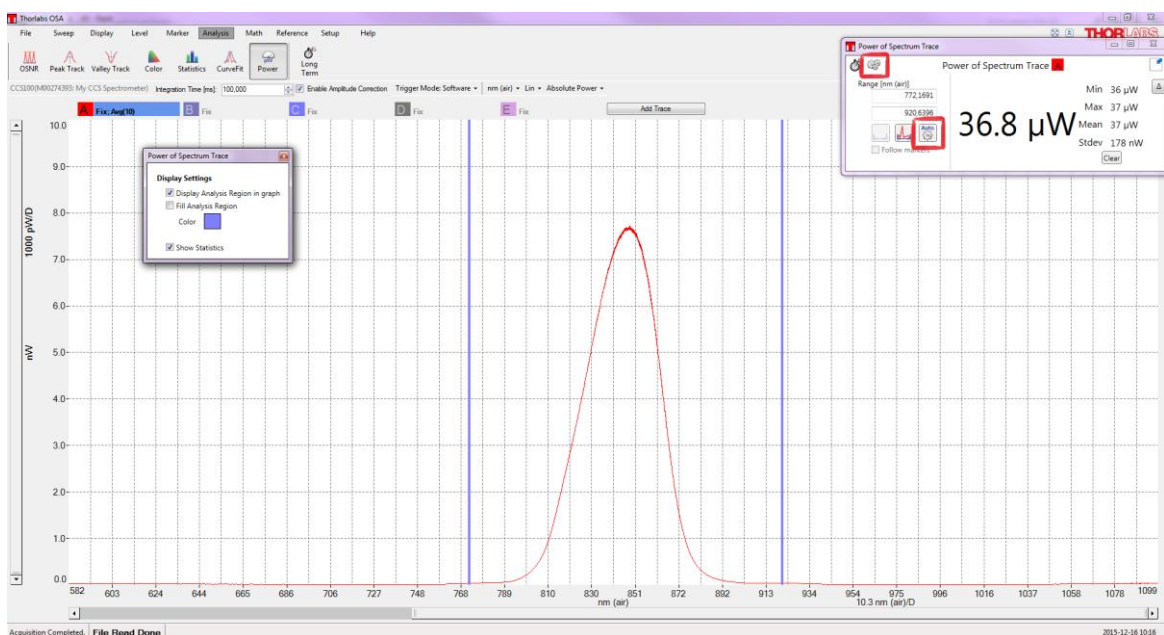 Thorlabs OSA
File Sweep Display Level Marker Analysis Math Reference Setup Help
THORLABS
OSNR Peak Track Valley Track Color Statistics CurveFit Power Long Term
CCS100(M00274393: My CCS Spectrometer) Integration Time [ms]: 100,000 Enable Amplitude Correction Trigger Mode: Software nm (air) Lin Absolute Power
A Fix; Avg(10) B Fix C Fix D Fix E Fix Add Trace
Power of Spectrum Trace
Power of Spectrum Trace A
Range [nm (air)]
772,1691
920,6396
Auto
Follow markers
36.8 µW
Min 36 µW
Max 37 µW
Mean 37 µW
Stdev 178 nW
Clear
Power of Spectrum Trace
Display Settings
Display Analysis Region in graph
Fill Analysis Region
Color
Show Statistics
1000 pW/D
nW
10.0
9.0
8.0
7.0
6.0
5.0
4.0
3.0
2.0
1.0
0.0
582 603 624 644 665 686 706 727 748 768 789 810 830 851 872 892 913 934 954 975 996 1016 1037 1058 1078 1099
nm (air) 10.3 nm (air)/D
Acquisition Completed. File Read Done 2015-12-16 10:16